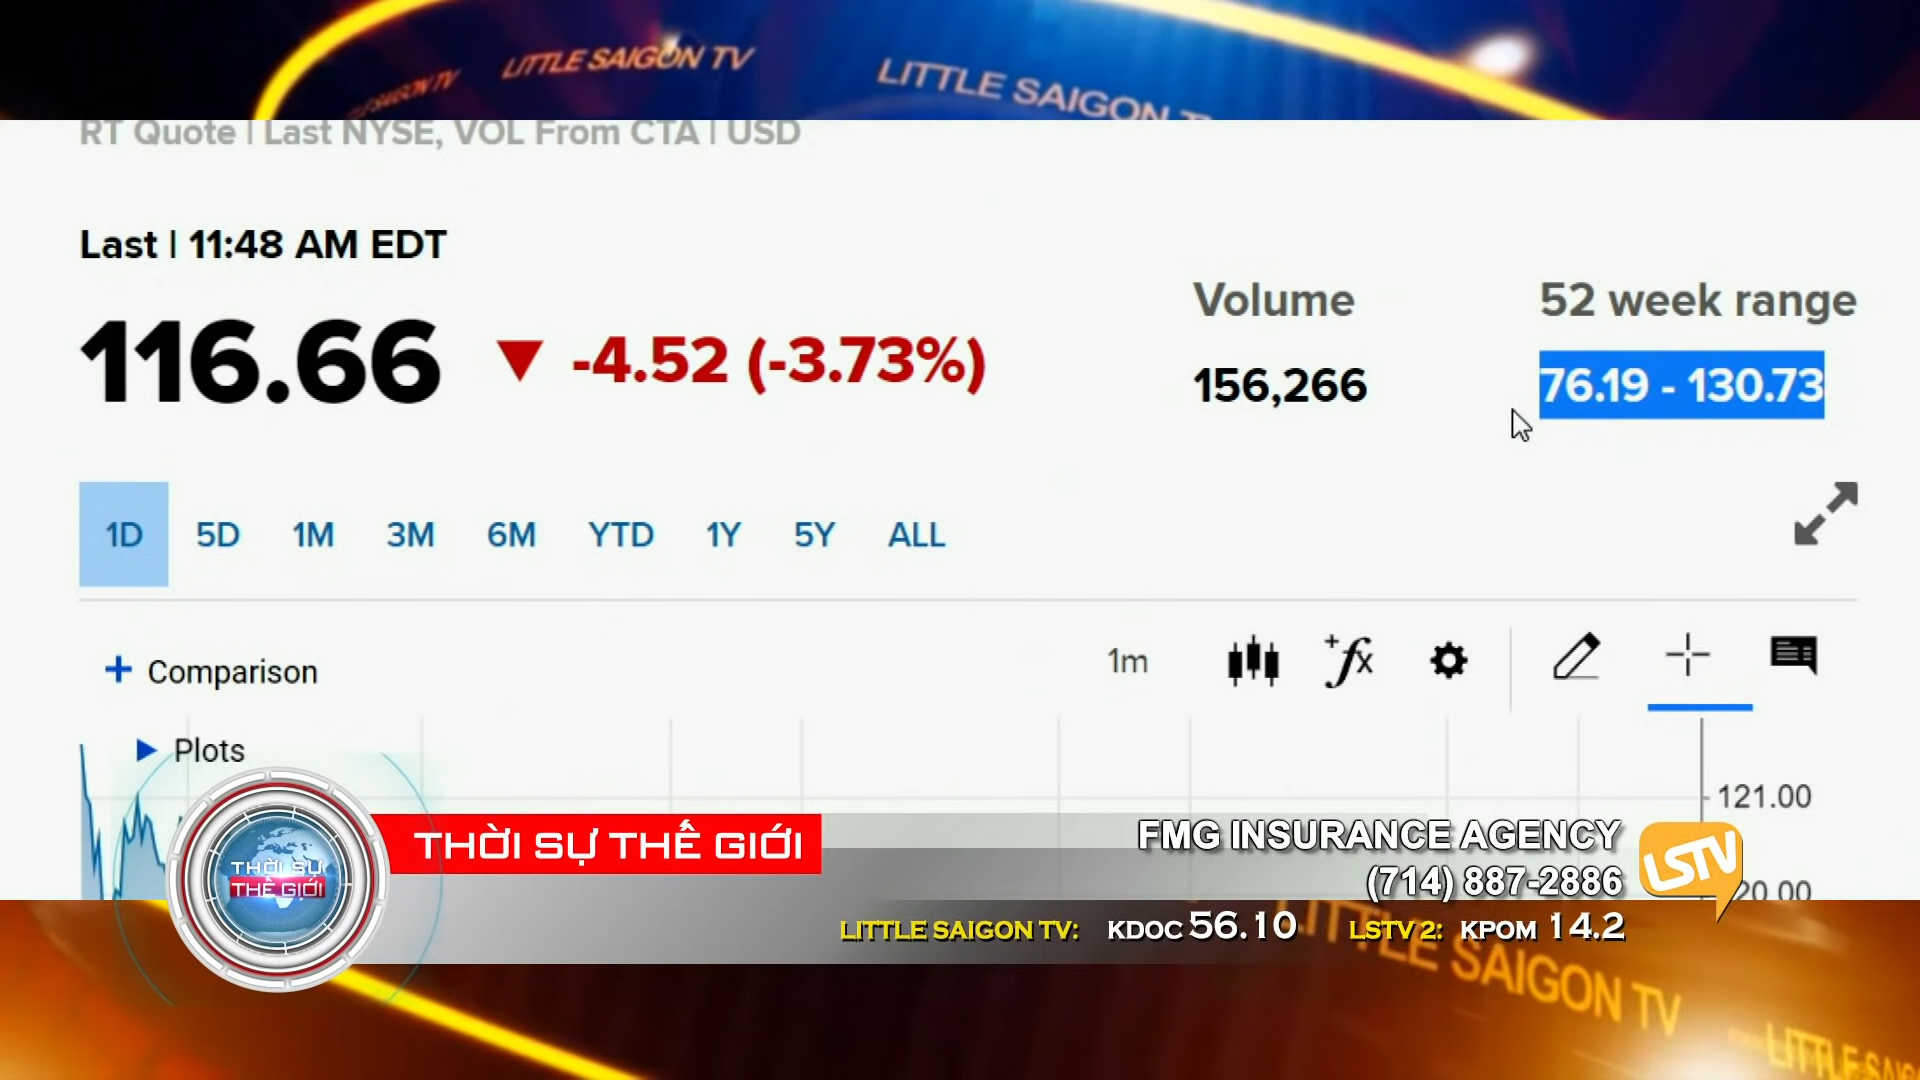 LITTLE SAIGON TV
LITTLE SAIGON TV
RT Quote | Last NYSE, VOL From CTA | USD
Last | 11:48 AM EDT
116.66 ▼ -4.52 (-3.73%)
Volume
156,266
52 week range
76.19 - 130.73
1D 5D 1M 3M 6M YTD 1Y 5Y ALL
+ Comparison
1m
Plots
121.00
THỜI SỰ THẾ GIỚI
THỜI SỰ
THẾ GIỚI
FMG INSURANCE AGENCY
(714) 887-2886
LSTV
LITTLE SAIGON TV: KDOC 56.10 LSTV 2: KPOM 14.2
LITTLE SAIGON TV